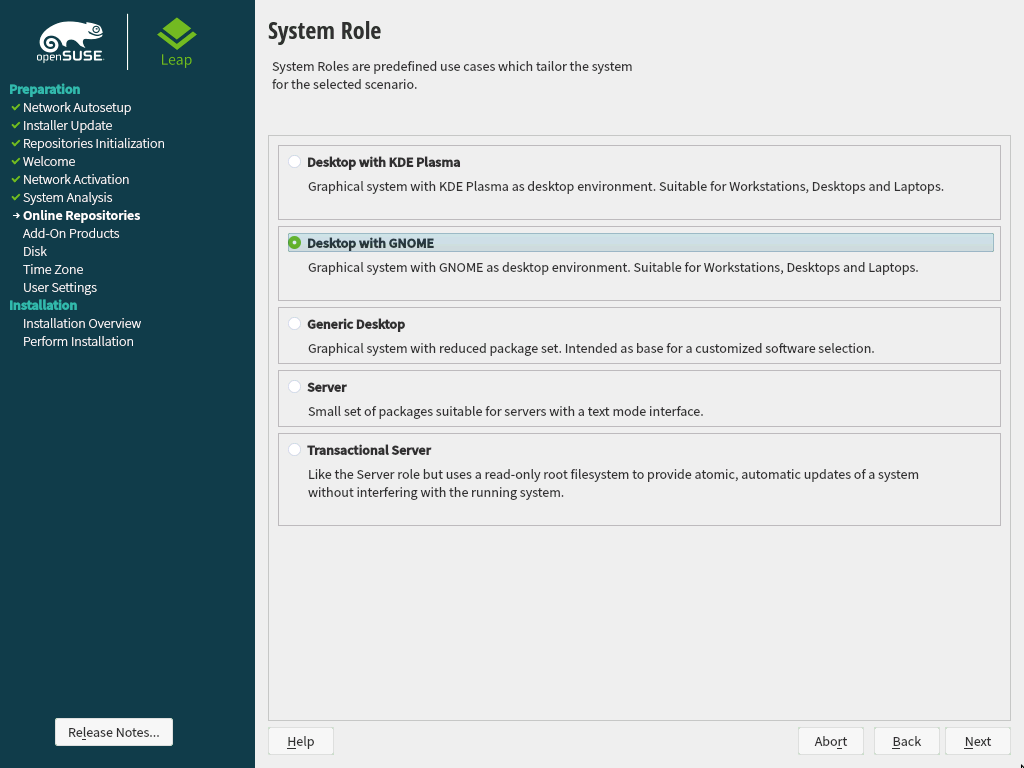 openSUSE
Leap
Preparation
Network Autosetup
Installer Update
Repositories Initialization
Welcome
Network Activation
System Analysis
Online Repositories
Add-On Products
Disk
Time Zone
User Settings
Installation
Installation Overview
Perform Installation
Release Notes...
System Role
System Roles are predefined use cases which tailor the system
for the selected scenario.
Desktop with KDE Plasma
Graphical system with KDE Plasma as desktop environment. Suitable for Workstations, Desktops and Laptops.
Desktop with GNOME
Graphical system with GNOME as desktop environment. Suitable for Workstations, Desktops and Laptops.
Generic Desktop
Graphical system with reduced package set. Intended as base for a customized software selection.
Server
Small set of packages suitable for servers with a text mode interface.
Transactional Server
Like the Server role but uses a read-only root filesystem to provide atomic, automatic updates of a system
without interfering with the running system.
Help
Abort
Back
Next